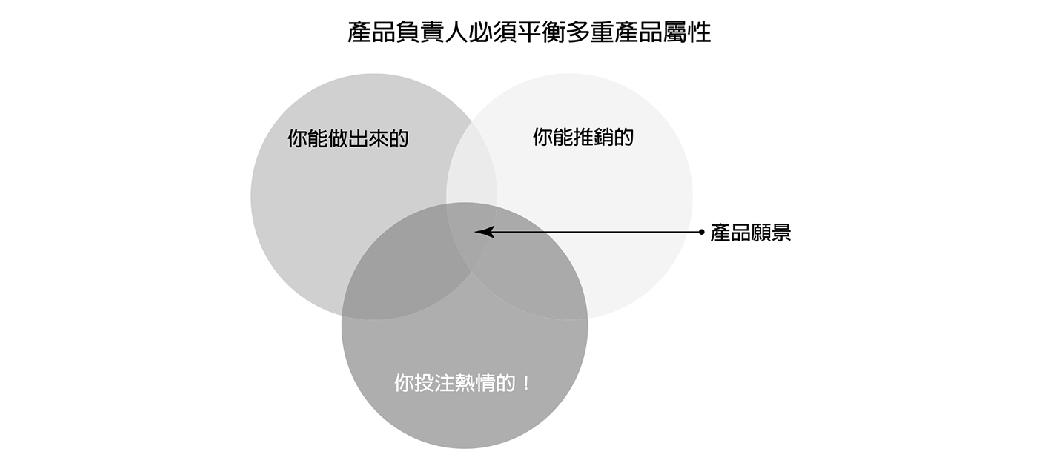 產品負責人必須平衡多重產品屬性
你能做出來的
你能推銷的
產品願景
你投注熱情的！